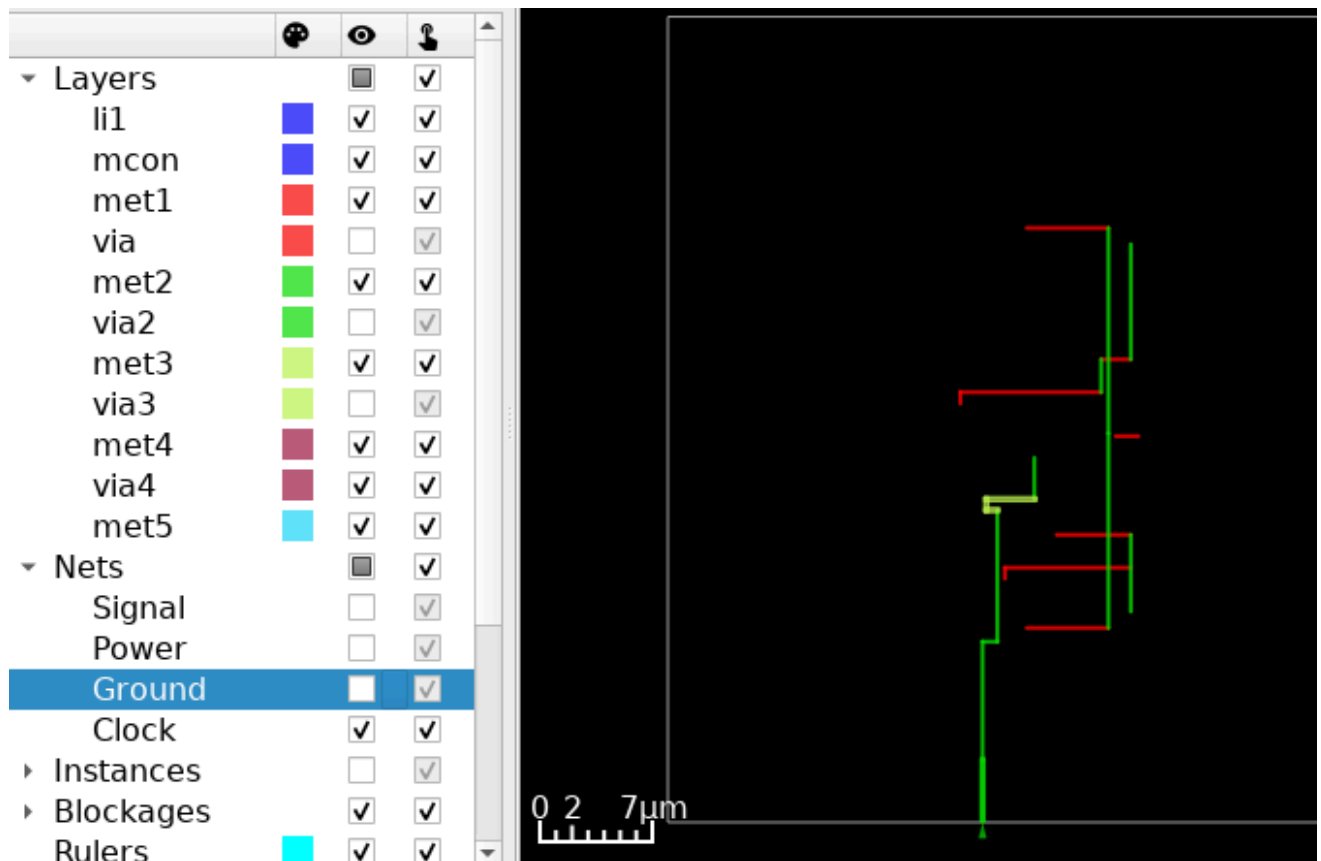 Layers
li1
mcon
met1
via
met2
via2
met3
via3
met4
via4
met5
Nets
Signal
Power
Ground
Clock
Instances
Blockages
Rulers
0 2 7μm